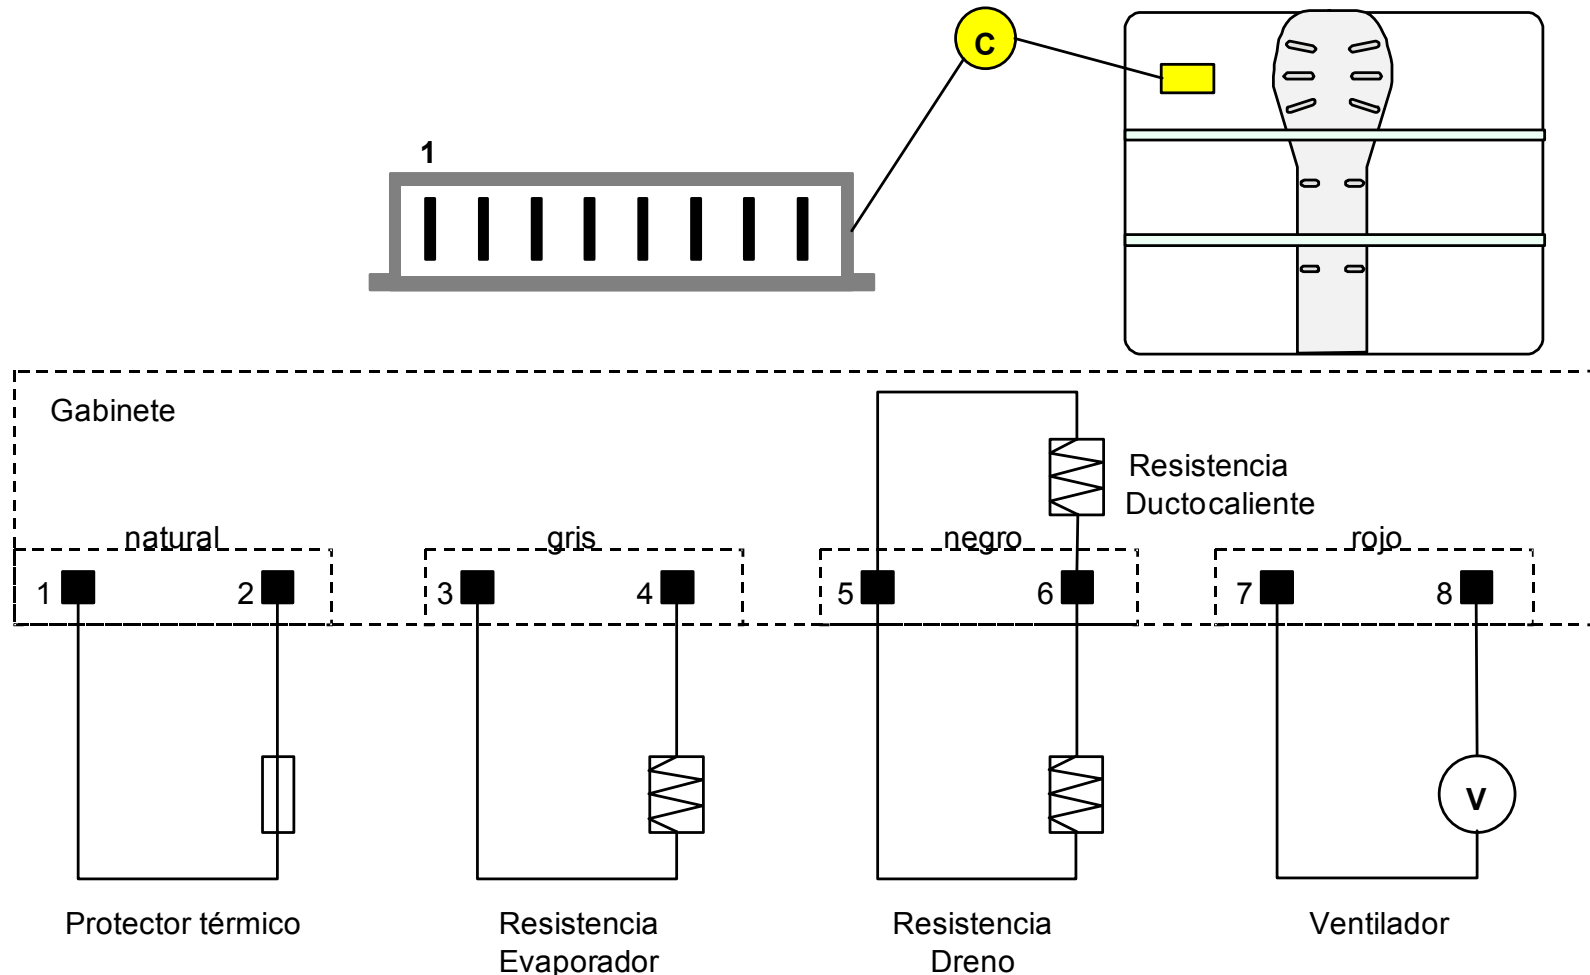 C
1
Gabinete
Resistencia
Ductocaliente
natural
gris
negro
rojo
1
2
3
4
5
6
7
8
V
Protector térmico
Resistencia
Evaporador
Resistencia
Dreno
Ventilador